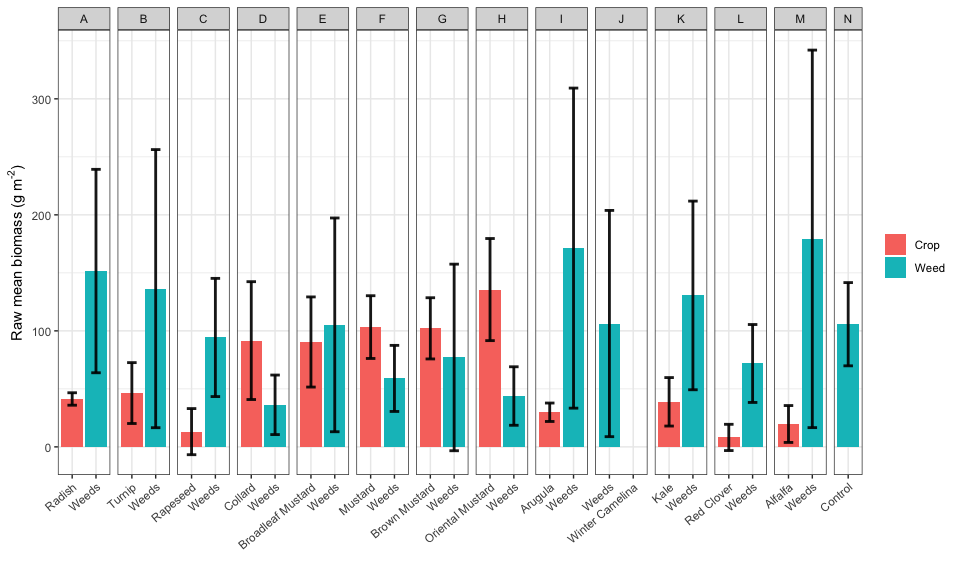 A B C D E F G H I J K L M N
Raw mean biomass (g m-2)
300
200
100
0
Crop
Weed
Radish
Weeds
Turnip
Weeds
Rapeseed
Weeds
Collard
Weeds
Broadleaf Mustard
Weeds
Mustard
Weeds
Brown Mustard
Weeds
Oriental Mustard
Weeds
Arugula
Weeds
Weeds
Winter Camelina
Kale
Weeds
Red Clover
Weeds
Alfalfa
Weeds
Control